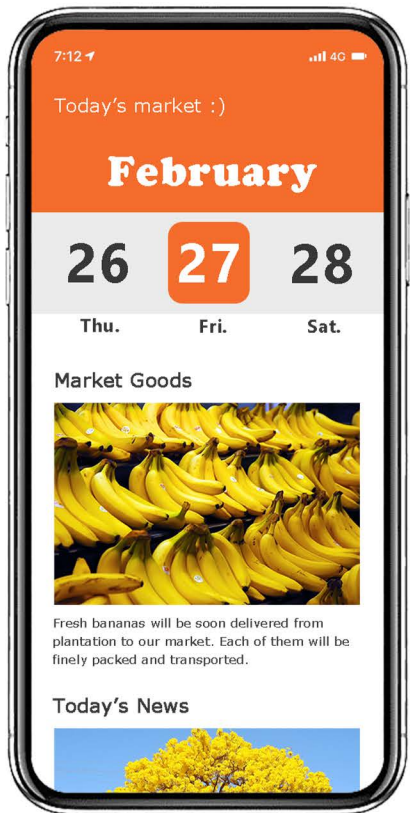 7:12
4G
Today's market :)
February
26 27 28
Thu. Fri. Sat.
Market Goods
Fresh bananas will be soon delivered from
plantation to our market. Each of them will be
finely packed and transported.
Today's News